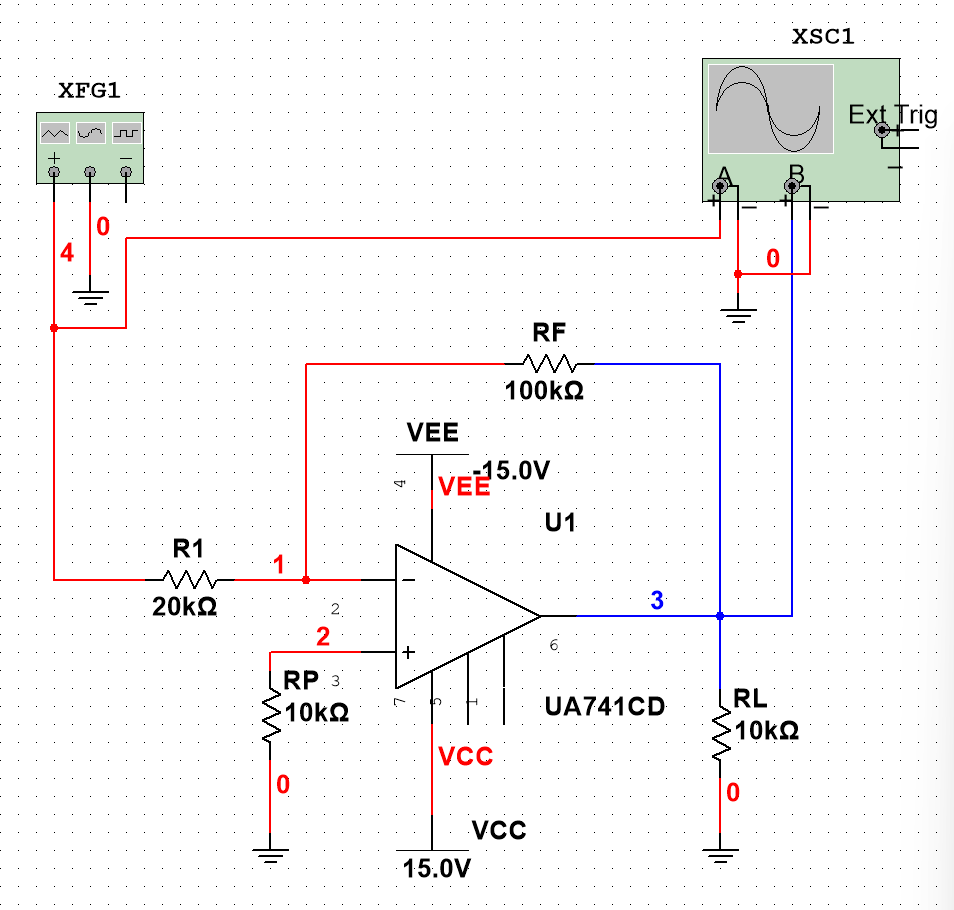 XSC1
XFG1
Ext Trig
+
+
−
−
A
B
+
−
+
−
0
4
0
RF
100kΩ
VEE
-15.0V
4
VEE
U1
R1
1
20kΩ
−
2
3
2
6
+
RP
3
10kΩ
7
5
1
UA741CD
RL
10kΩ
VCC
0
0
VCC
15.0V